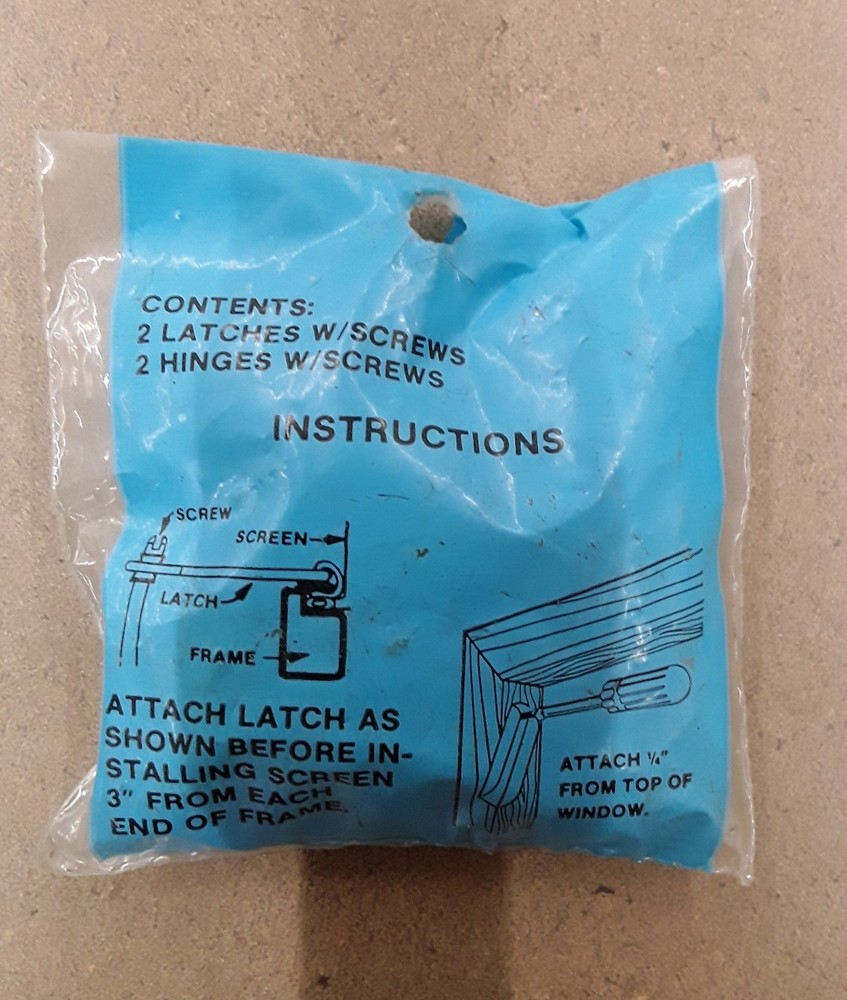 CONTENTS:
2 LATCHES W/SCREWS
2 HINGES W/SCREWS
INSTRUCTIONS
SCREW
SCREEN
LATCH
FRAME
ATTACH LATCH AS
SHOWN BEFORE IN-
STALLING SCREEN
3" FROM EACH
END OF FRAME.
ATTACH ¼"
FROM TOP OF
WINDOW.